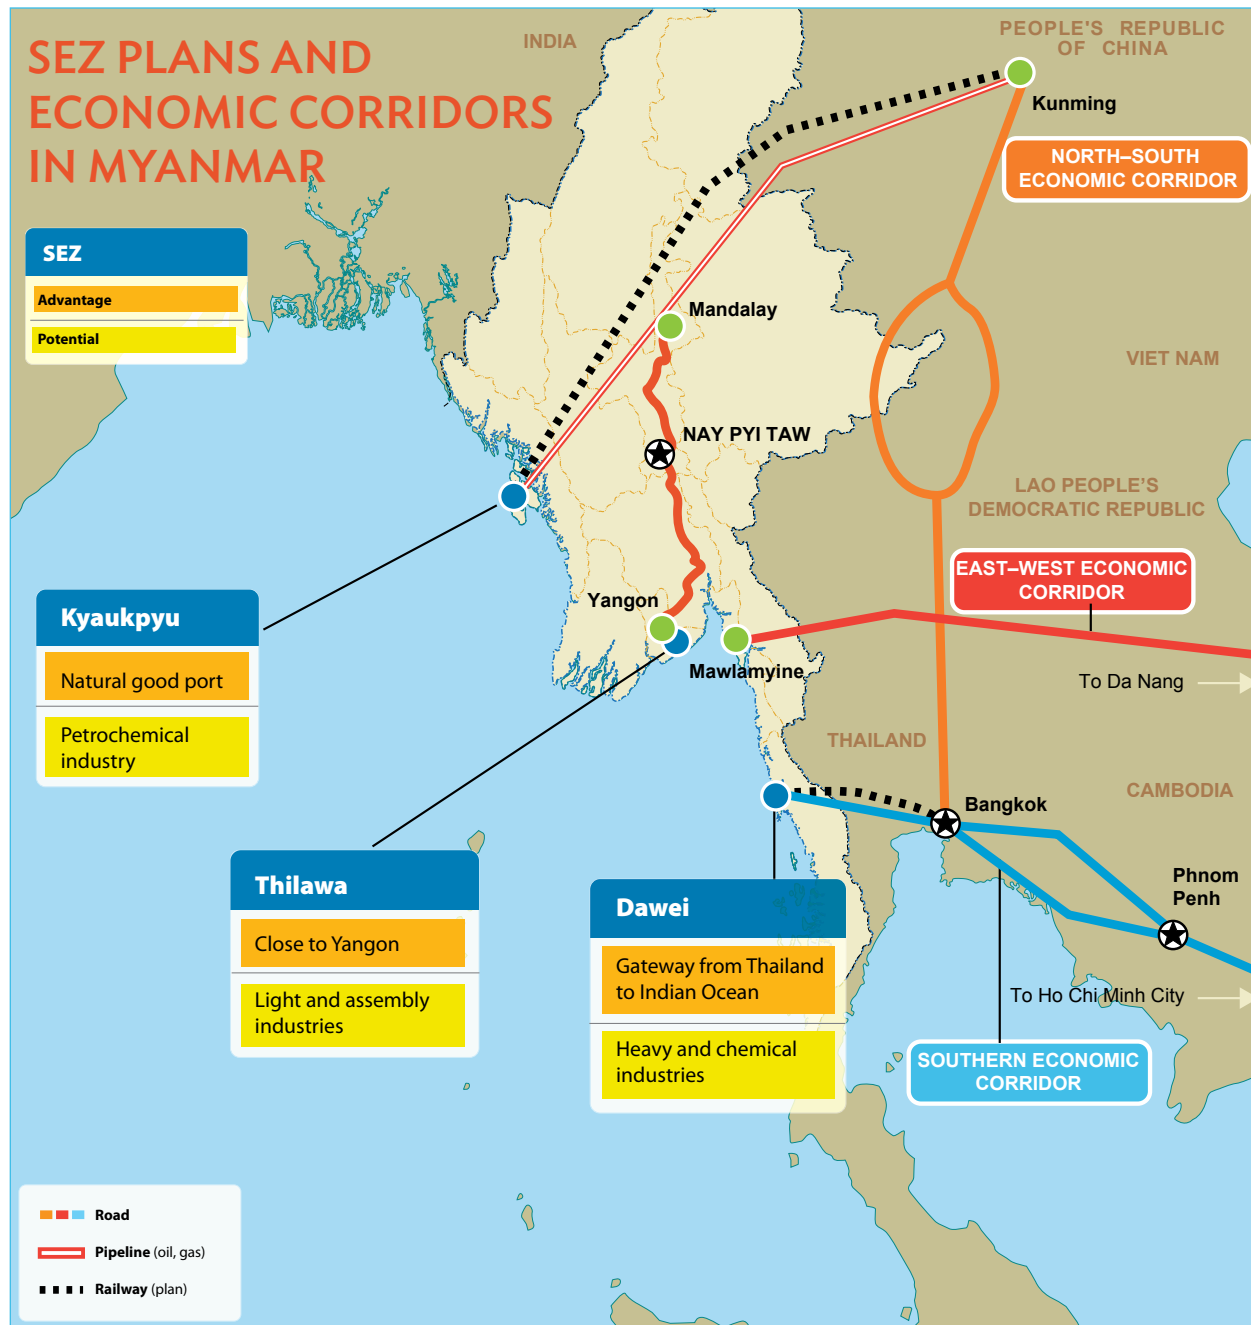 SEZ PLANS AND
ECONOMIC CORRIDORS
IN MYANMAR
INDIA
PEOPLE'S REPUBLIC
OF CHINA
Kunming
NORTH–SOUTH
ECONOMIC CORRIDOR
SEZ
Advantage
Potential
Mandalay
VIET NAM
NAY PYI TAW
LAO PEOPLE'S
DEMOCRATIC REPUBLIC
EAST–WEST ECONOMIC
CORRIDOR
Yangon
Mawlamyine
To Da Nang
Kyaukpyu
Natural good port
Petrochemical
industry
THAILAND
CAMBODIA
Bangkok
Phnom
Penh
Thilawa
Close to Yangon
Light and assembly
industries
Dawei
Gateway from Thailand
to Indian Ocean
Heavy and chemical
industries
To Ho Chi Minh City
SOUTHERN ECONOMIC
CORRIDOR
Road
Pipeline (oil, gas)
Railway (plan)